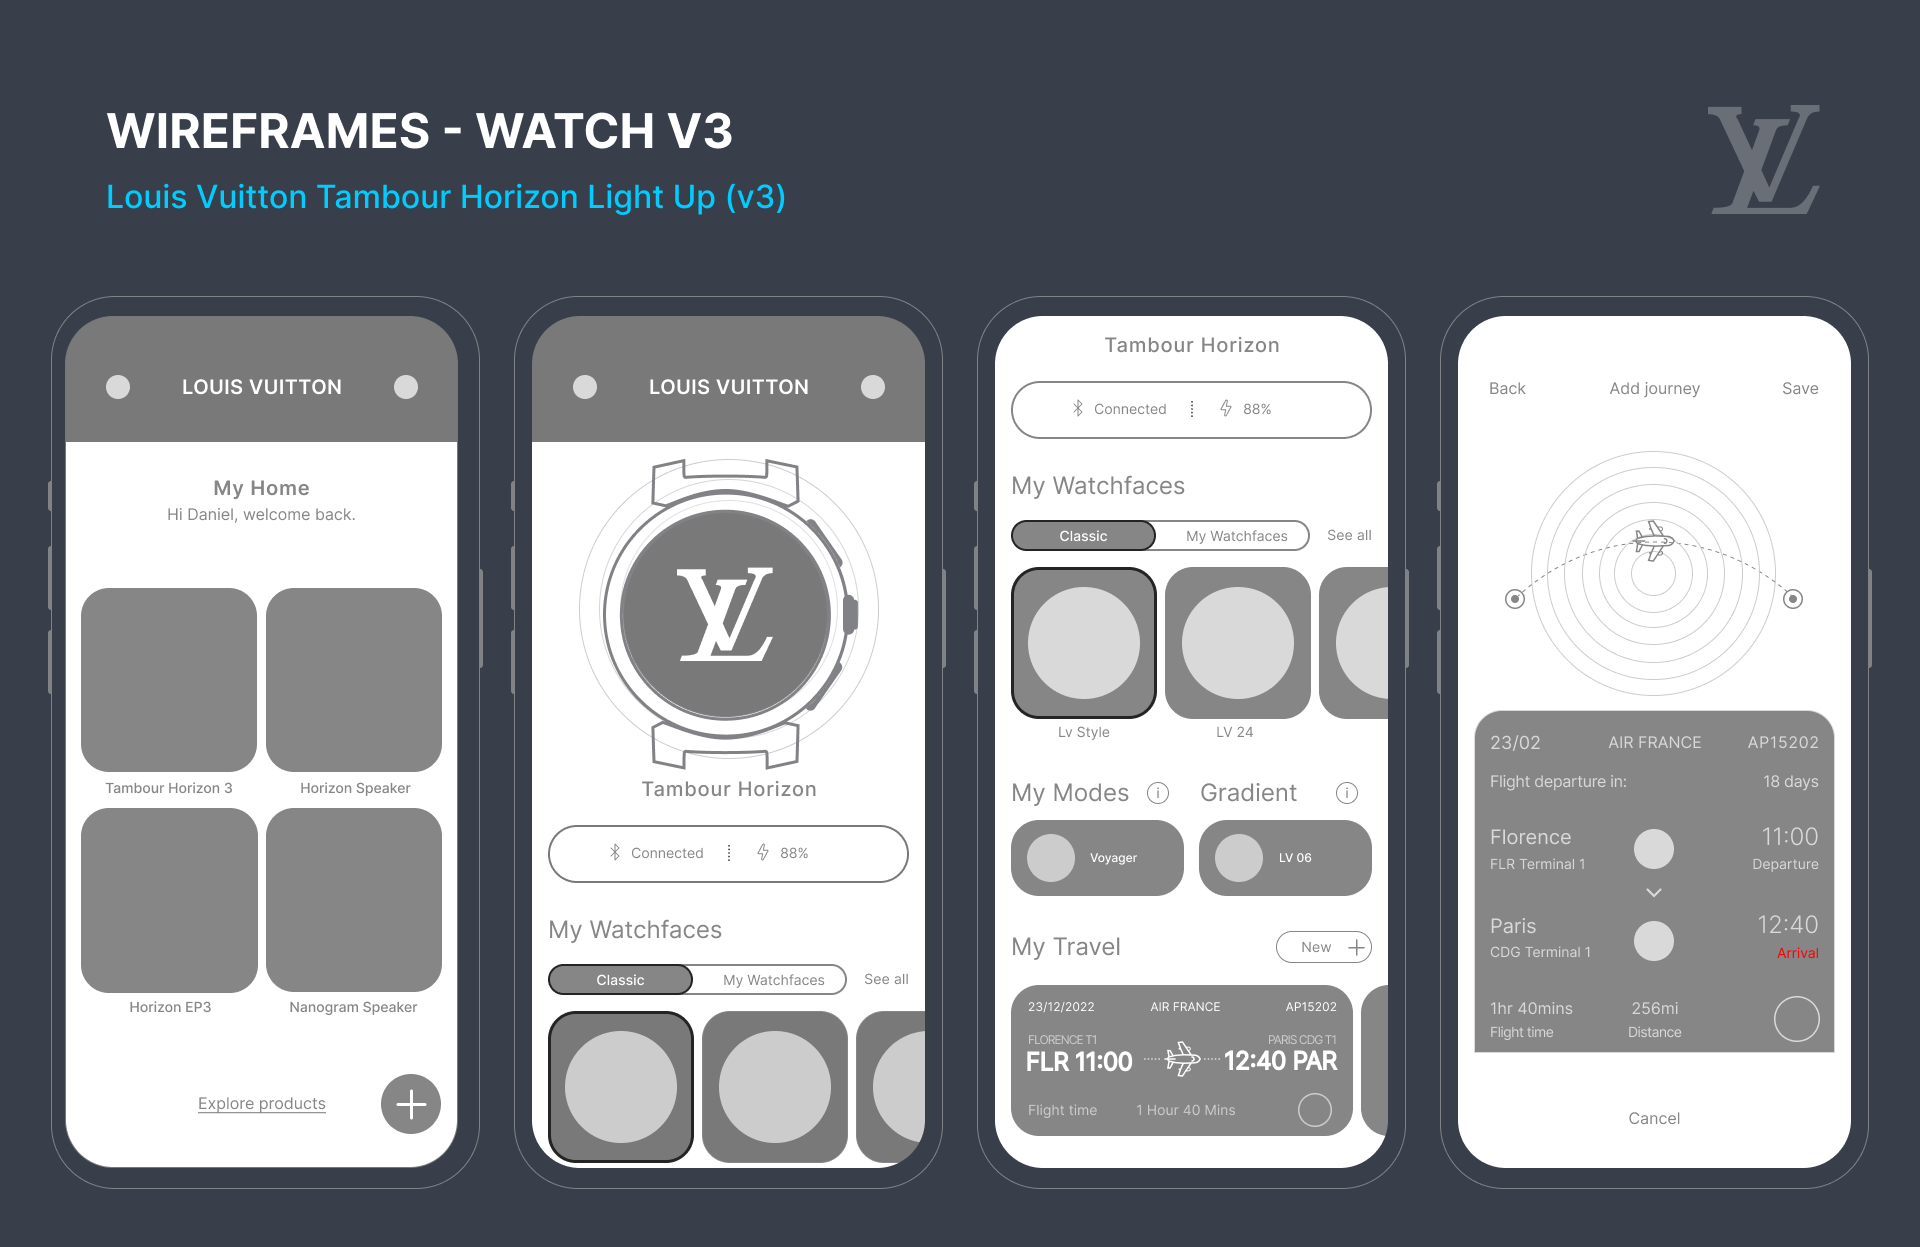 WIREFRAMES - WATCH V3
Louis Vuitton Tambour Horizon Light Up (v3)
LV
LOUIS VUITTON
My Home
Hi Daniel, welcome back.
Tambour Horizon 3
Horizon Speaker
Horizon EP3
Nanogram Speaker
Explore products
LOUIS VUITTON
LV
Tambour Horizon
Connected 88%
My Watchfaces
Classic My Watchfaces See all
Tambour Horizon
Connected 88%
My Watchfaces
Classic My Watchfaces See all
Lv Style LV 24
My Modes Gradient
Voyager LV 06
My Travel New
23/12/2022 AIR FRANCE AP15202
FLORENCE T1 PARIS CDG T1
FLR 11:00 12:40 PAR
Flight time 1 Hour 40 Mins
Back Add journey Save
23/02 AIR FRANCE AP15202
Flight departure in: 18 days
Florence 11:00
FLR Terminal 1 Departure
Paris 12:40
CDG Terminal 1 Arrival
1hr 40mins 256mi
Flight time Distance
Cancel